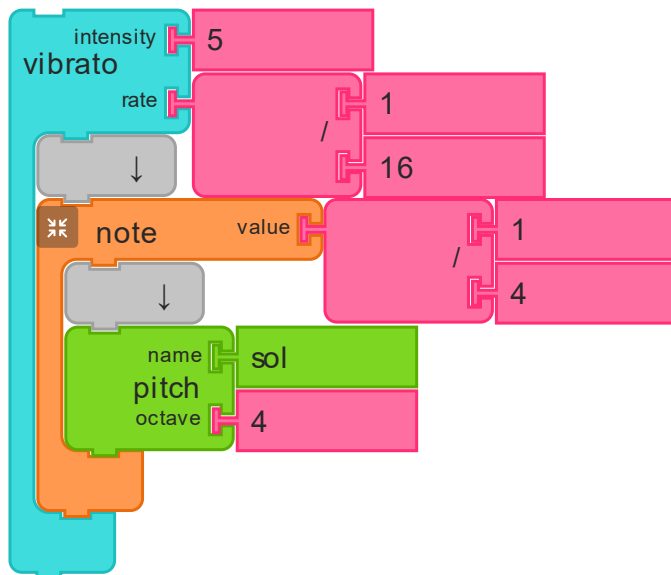 intensity 5
vibrato
rate 1
/
16
↓
note value 1
/
4
↓
name sol
pitch
octave 4